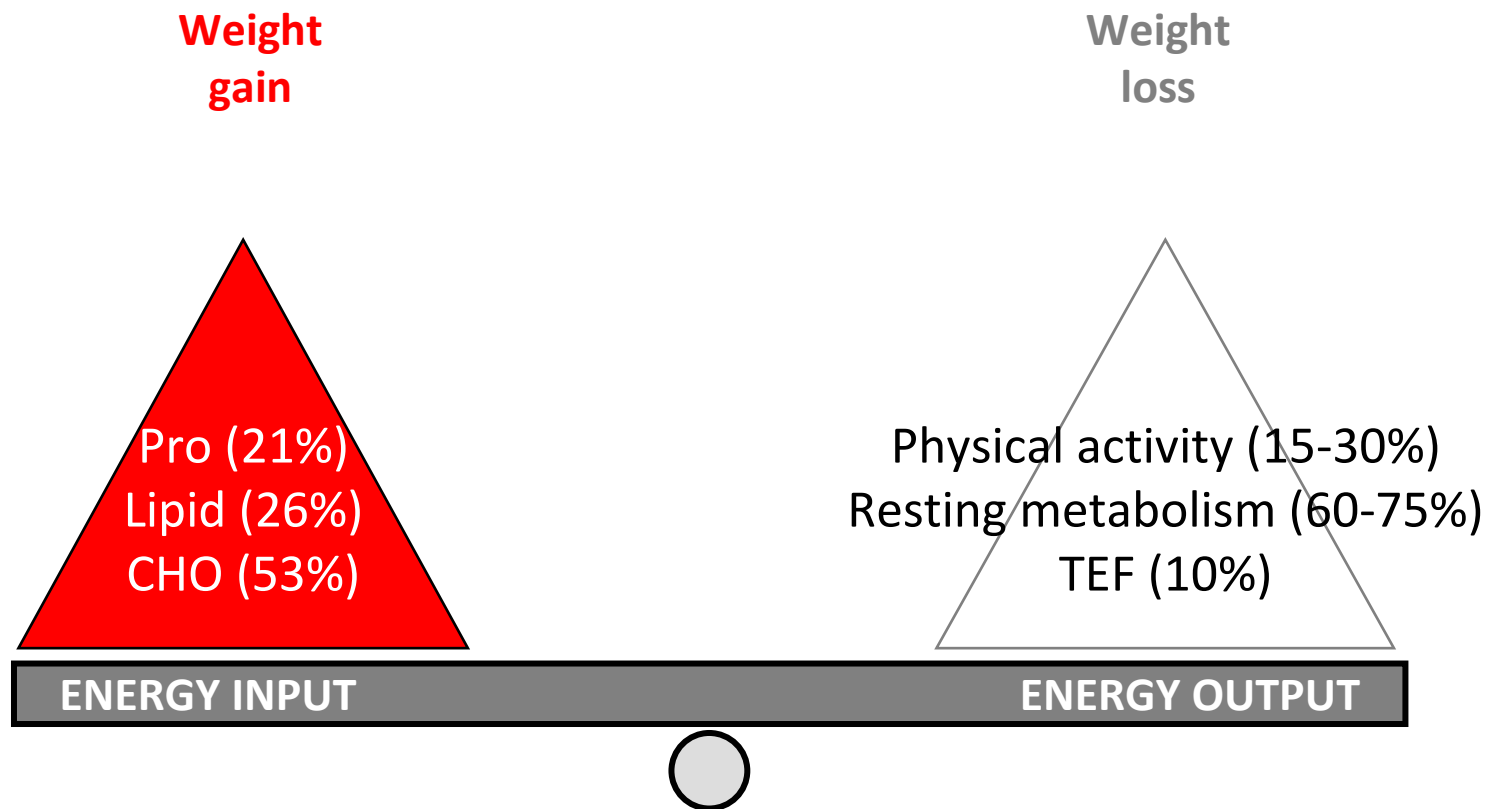 Weight
gain
Weight
loss
Pro (21%)
Lipid (26%)
CHO (53%)
Physical activity (15-30%)
Resting metabolism (60-75%)
TEF (10%)
ENERGY INPUT
ENERGY OUTPUT